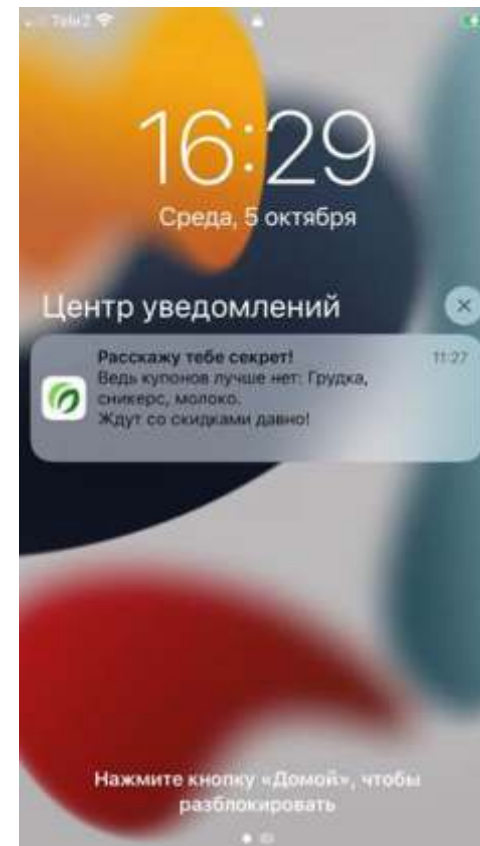 Tele2
16:29
Среда, 5 октября
Центр уведомлений
Расскажу тебе секрет!
11:27
Ведь купонов лучше нет: Грудка,
сникерс, молоко.
Ждут со скидками давно!
Нажмите кнопку «Домой», чтобы
разблокировать